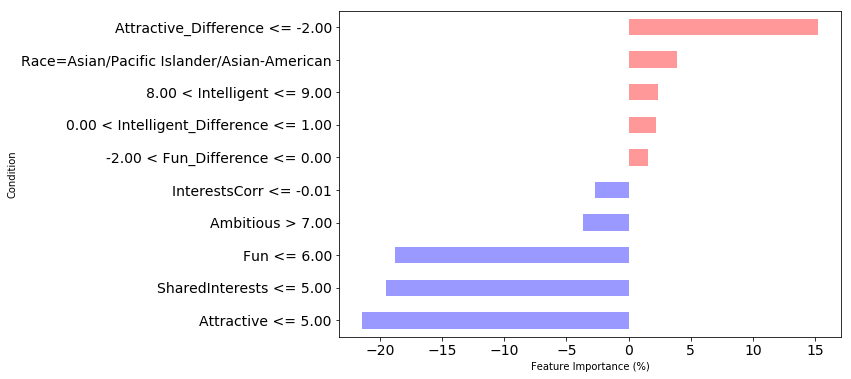 Attractive_Difference <= -2.00
Race=Asian/Pacific Islander/Asian-American
8.00 < Intelligent <= 9.00
0.00 < Intelligent_Difference <= 1.00
-2.00 < Fun_Difference <= 0.00
InterestsCorr <= -0.01
Ambitious > 7.00
Fun <= 6.00
SharedInterests <= 5.00
Attractive <= 5.00
Condition
−20 −15 −10 −5 0 5 10 15
Feature Importance (%)